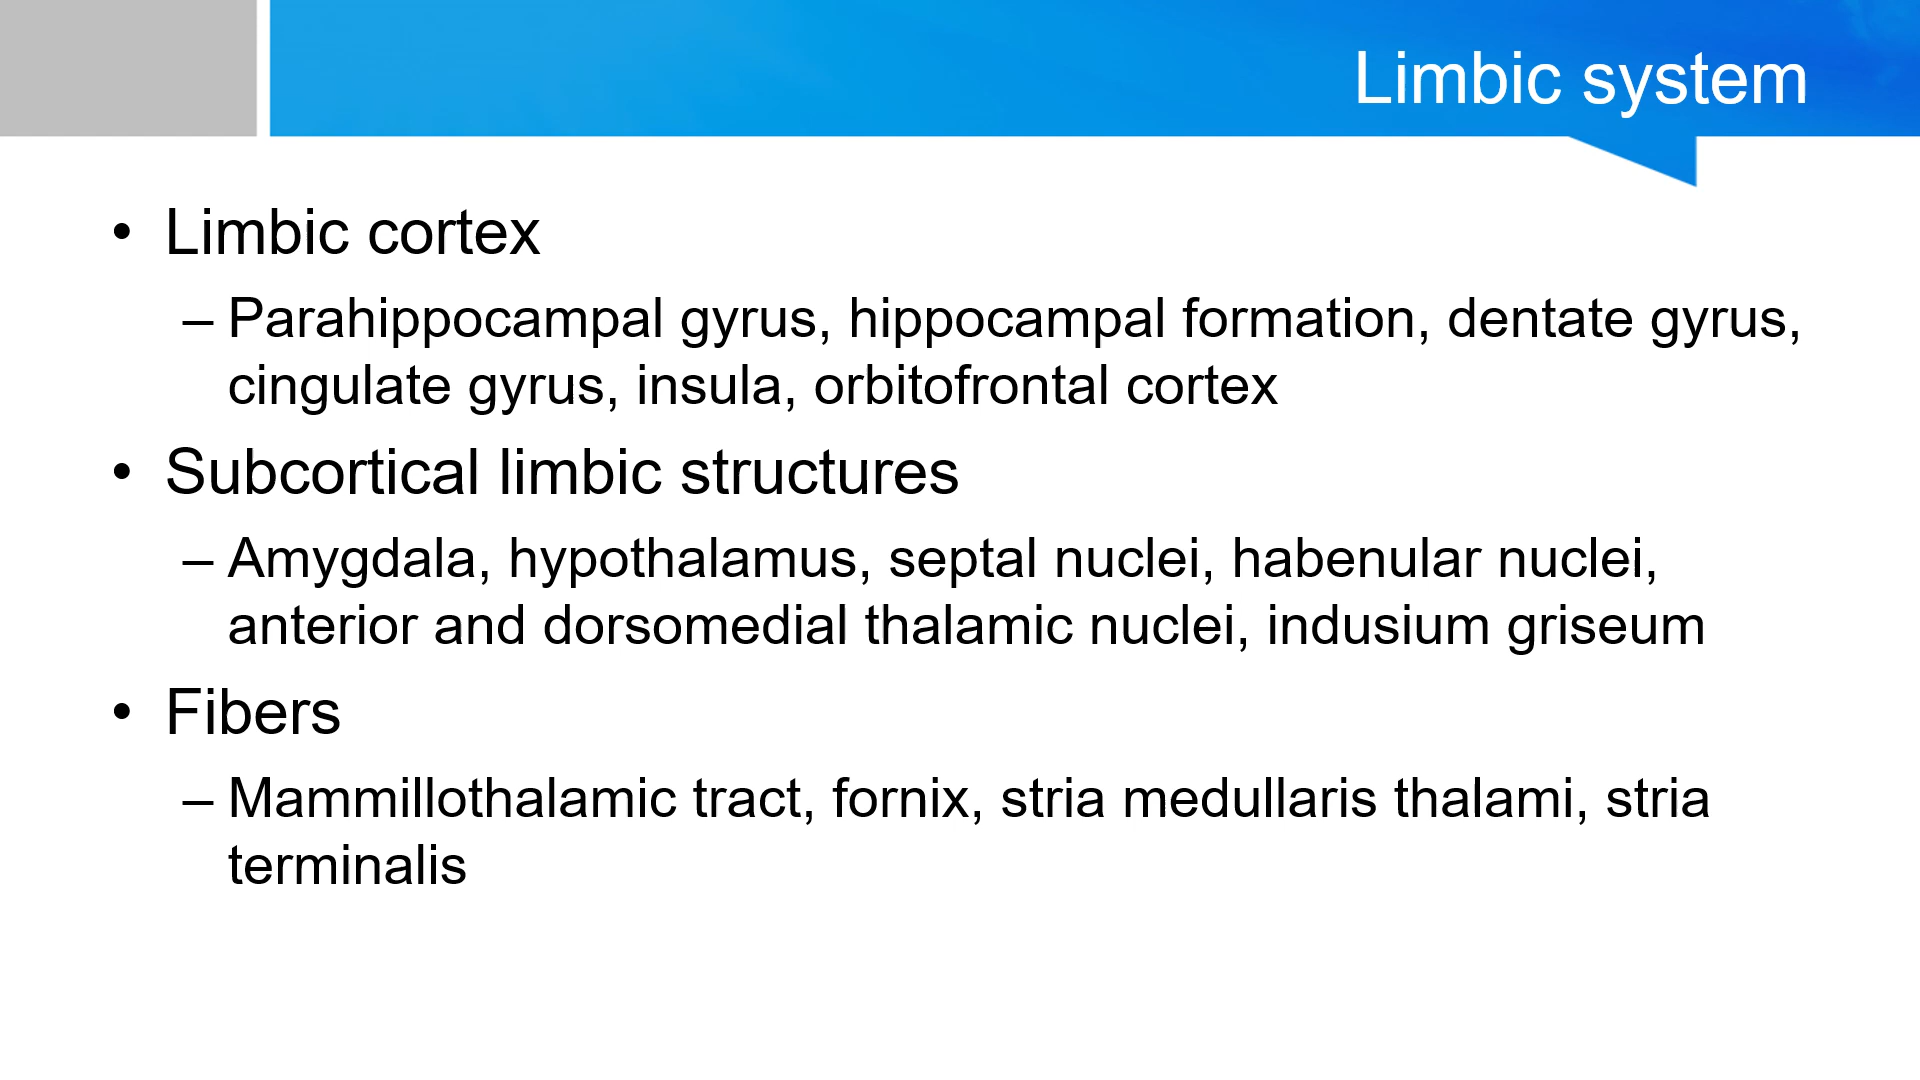 Limbic system
• Limbic cortex
– Parahippocampal gyrus, hippocampal formation, dentate gyrus,
cingulate gyrus, insula, orbitofrontal cortex
• Subcortical limbic structures
– Amygdala, hypothalamus, septal nuclei, habenular nuclei,
anterior and dorsomedial thalamic nuclei, indusium griseum
• Fibers
– Mammillothalamic tract, fornix, stria medullaris thalami, stria
terminalis